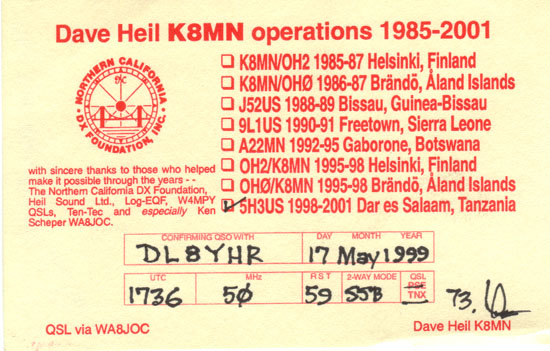 Dave Heil K8MN operations 1985-2001
NORTHERN CALIFORNIA
DX FOUNDATION, INC.
K8MN/OH2 1985-87 Helsinki, Finland
K8MN/OHØ 1986-87 Brändö, Åland Islands
J52US 1988-89 Bissau, Guinea-Bissau
9L1US 1990-91 Freetown, Sierra Leone
A22MN 1992-95 Gaborone, Botswana
OH2/K8MN 1995-98 Helsinki, Finland
OHØ/K8MN 1995-98 Brändö, Åland Islands
5H3US 1998-2001 Dar es Salaam, Tanzania
with sincere thanks to those who helped
make it possible through the years - -
The Northern California DX Foundation,
Heil Sound Ltd., Log-EQF, W4MPY
QSLs, Ten-Tec and especially Ken
Scheper WA8JOC.
CONFIRMING QSO WITH DAY MONTH YEAR
DL8YHR 17 May 1999
UTC MHz RST 2-WAY MODE QSL
PSE
1736 50 59 SSB TNX
73.
QSL via WA8JOC
Dave Heil K8MN